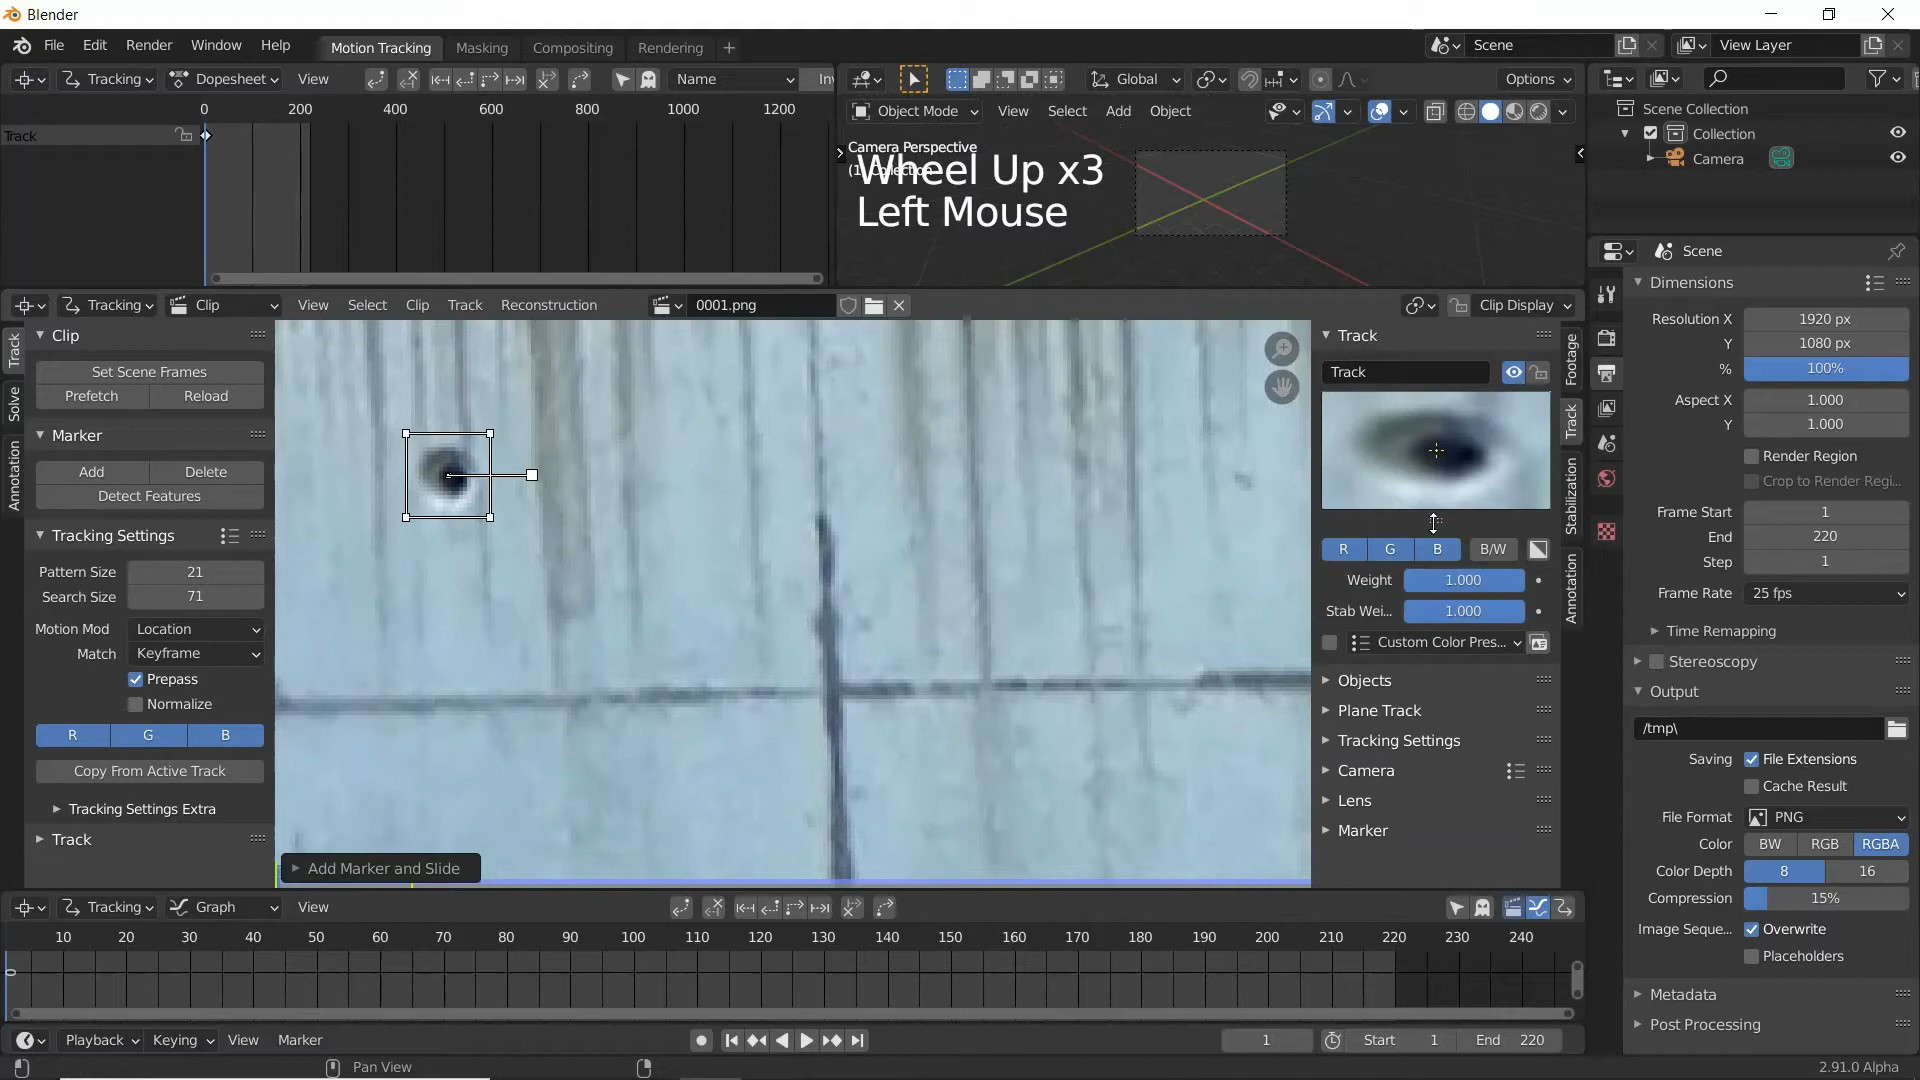 Blender
File Edit Render Window Help Motion Tracking Masking Compositing Rendering + Scene View Layer
Tracking Dopesheet View Name Inv
Global Options
0 200 400 600 800 1000 1200
Track
Object Mode View Select Add Object
Camera Perspective
Wheel Up x3
Left Mouse
Scene Collection
Collection
Camera
Scene
Tracking Clip View Select Clip Track Reconstruction 0001.png Clip Display
Track
Solve
Annotation
Clip
Set Scene Frames
Prefetch Reload
Marker
Add Delete
Detect Features
Tracking Settings
Pattern Size 21
Search Size 71
Motion Mod Location
Match Keyframe
Prepass
Normalize
R G B
Copy From Active Track
Tracking Settings Extra
Track
Add Marker and Slide
Track
Track
R G B B/W
Weight 1.000
Stab Wei... 1.000
Custom Color Pres...
Objects
Plane Track
Tracking Settings
Camera
Lens
Marker
Footage
Track
Stabilization
Annotation
Dimensions
Resolution X 1920 px
Y 1080 px
% 100%
Aspect X 1.000
Y 1.000
Render Region
Crop to Render Regi...
Frame Start 1
End 220
Step 1
Frame Rate 25 fps
Time Remapping
Stereoscopy
Output
/tmp\
Saving File Extensions
Cache Result
File Format PNG
Color BW RGB RGBA
Color Depth 8 16
Compression 15%
Image Seque... Overwrite
Placeholders
Metadata
Post Processing
Tracking Graph View
10 20 30 40 50 60 70 80 90 100 110 120 130 140 150 160 170 180 190 200 210 220 230 240
0
Playback Keying View Marker 1 Start 1 End 220
Pan View 2.91.0 Alpha